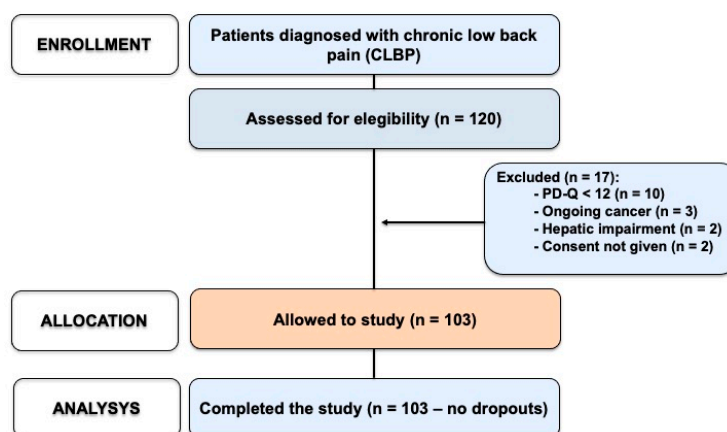 ENROLLMENT
Patients diagnosed with chronic low back
pain (CLBP)
Assessed for elegibility (n = 120)
Excluded (n = 17):
- PD-Q < 12 (n = 10)
- Ongoing cancer (n = 3)
- Hepatic impairment (n = 2)
- Consent not given (n = 2)
ALLOCATION
Allowed to study (n = 103)
ANALYSYS
Completed the study (n = 103 – no dropouts)